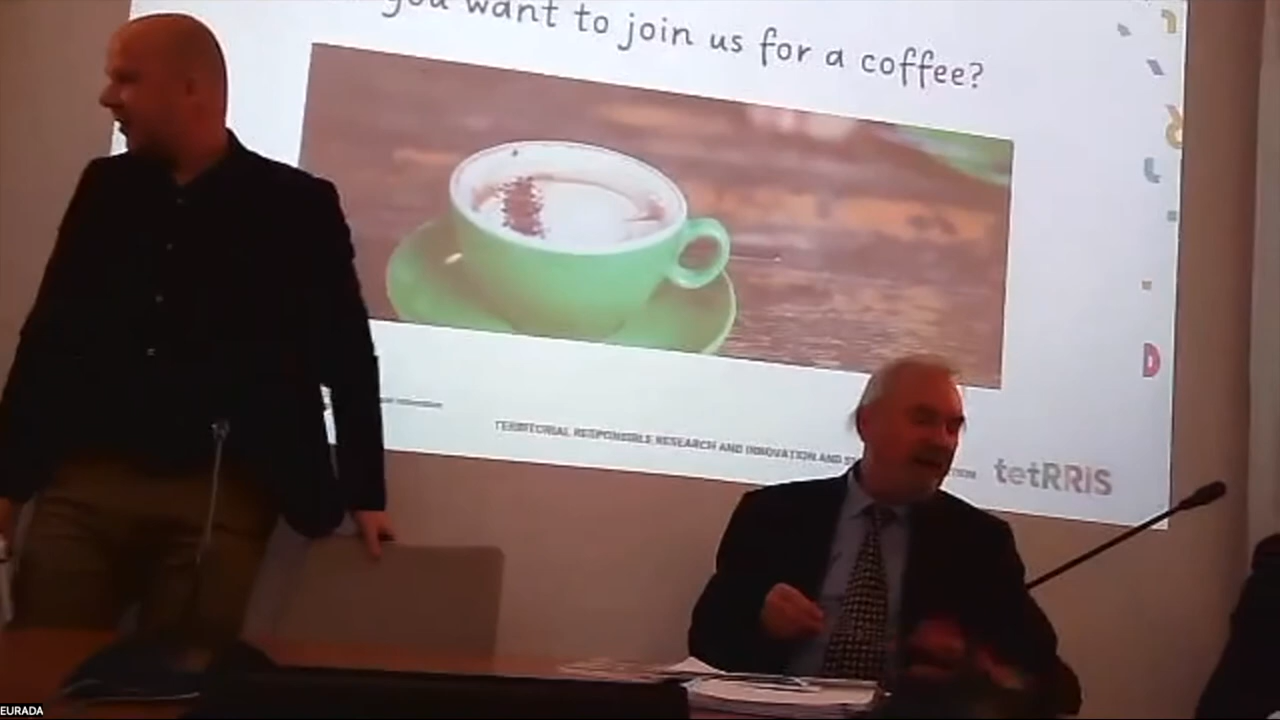 you want to join us for a coffee?
TERRITORIAL RESPONSIBLE RESEARCH AND INNOVATION AND
tetRRIS
EURADA